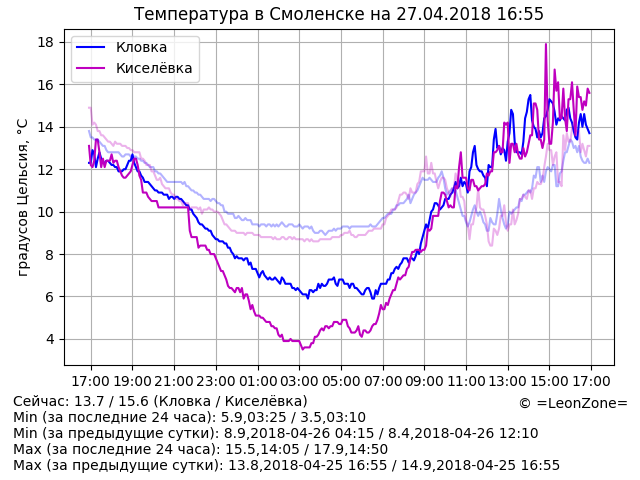 Температура в Смоленске на 27.04.2018 16:55
Кловка
Киселёвка
градусов Цельсия, °C
18
16
14
12
10
8
6
4
17:00 19:00 21:00 23:00 01:00 03:00 05:00 07:00 09:00 11:00 13:00 15:00 17:00
Сейчас: 13.7 / 15.6 (Кловка / Киселёвка)
© =LeonZone=
Min (за последние 24 часа): 5.9,03:25 / 3.5,03:10
Min (за предыдущие сутки): 8.9,2018-04-26 04:15 / 8.4,2018-04-26 12:10
Max (за последние 24 часа): 15.5,14:05 / 17.9,14:50
Max (за предыдущие сутки): 13.8,2018-04-25 16:55 / 14.9,2018-04-25 16:55